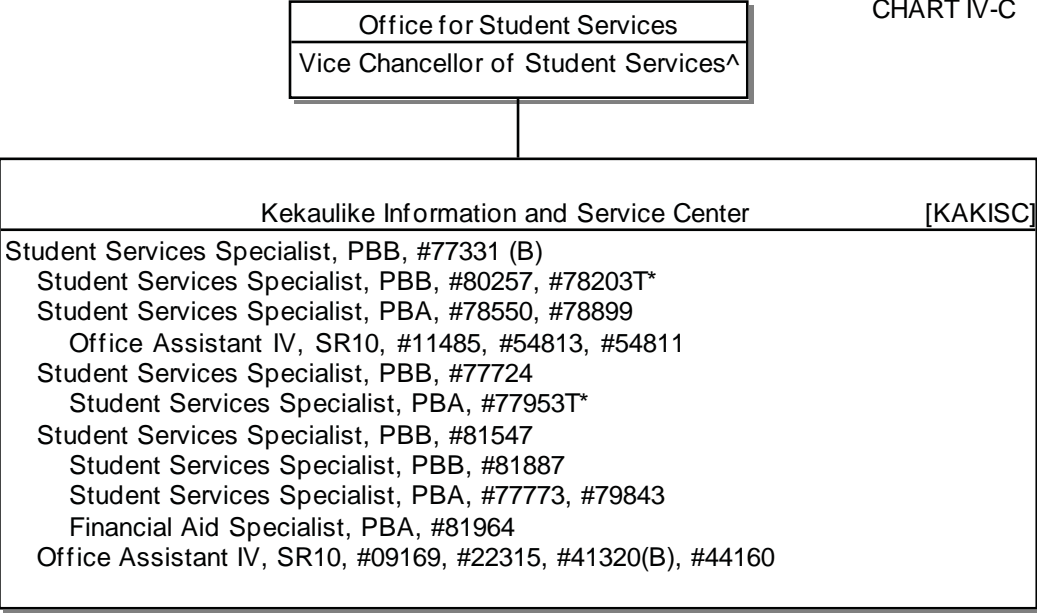 CHART IV-C
Office for Student Services
Vice Chancellor of Student Services^
Kekaulike Information and Service Center [KAKISC]
Student Services Specialist, PBB, #77331 (B)
Student Services Specialist, PBB, #80257, #78203T*
Student Services Specialist, PBA, #78550, #78899
Office Assistant IV, SR10, #11485, #54813, #54811
Student Services Specialist, PBB, #77724
Student Services Specialist, PBA, #77953T*
Student Services Specialist, PBB, #81547
Student Services Specialist, PBB, #81887
Student Services Specialist, PBA, #77773, #79843
Financial Aid Specialist, PBA, #81964
Office Assistant IV, SR10, #09169, #22315, #41320(B), #44160